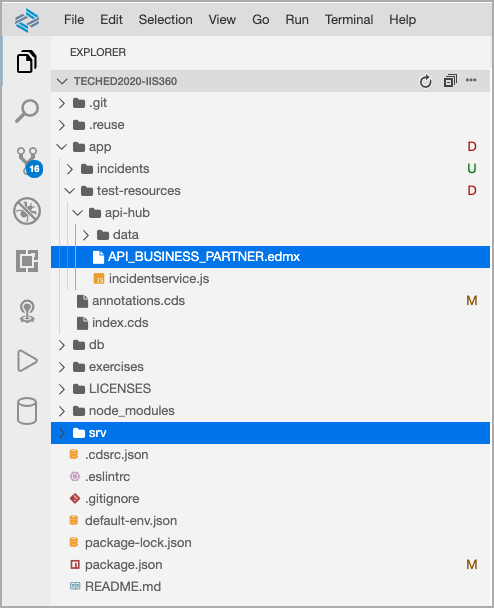 File Edit Selection View Go Run Terminal Help
EXPLORER
TECHED2020-IIS360
.git
.reuse
app D
incidents U
test-resources D
api-hub
data
API_BUSINESS_PARTNER.edmx
JS incidentservice.js
annotations.cds M
index.cds
16
db
exercises
LICENSES
node_modules
srv
.cdsrc.json
.eslintrc
.gitignore
default-env.json
package-lock.json
package.json M
README.md